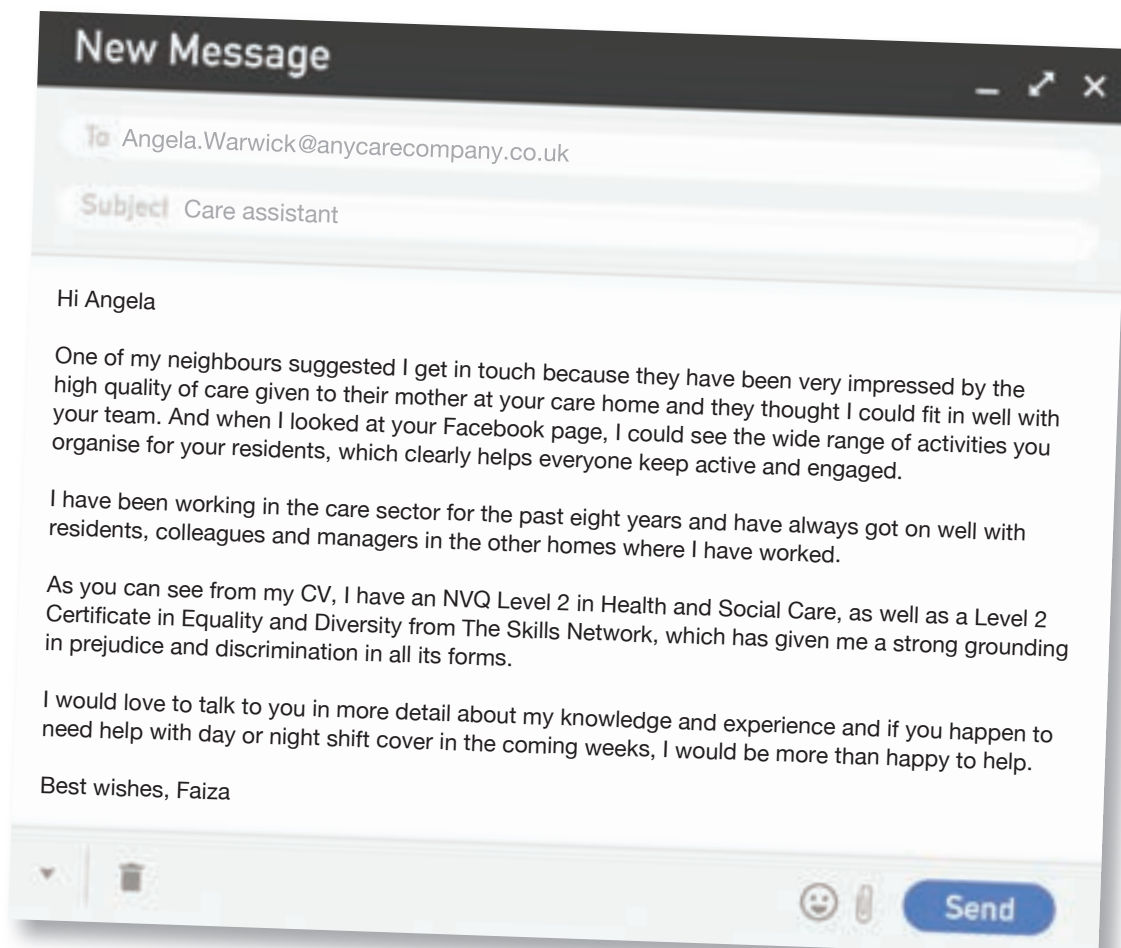 New Message
To Angela.Warwick@anycarecompany.co.uk
Subject Care assistant
Hi Angela
One of my neighbours suggested I get in touch because they have been very impressed by the
high quality of care given to their mother at your care home and they thought I could fit in well with
your team. And when I looked at your Facebook page, I could see the wide range of activities you
organise for your residents, which clearly helps everyone keep active and engaged.
I have been working in the care sector for the past eight years and have always got on well with
residents, colleagues and managers in the other homes where I have worked.
As you can see from my CV, I have an NVQ Level 2 in Health and Social Care, as well as a Level 2
Certificate in Equality and Diversity from The Skills Network, which has given me a strong grounding
in prejudice and discrimination in all its forms.
I would love to talk to you in more detail about my knowledge and experience and if you happen to
need help with day or night shift cover in the coming weeks, I would be more than happy to help.
Best wishes, Faiza
Send